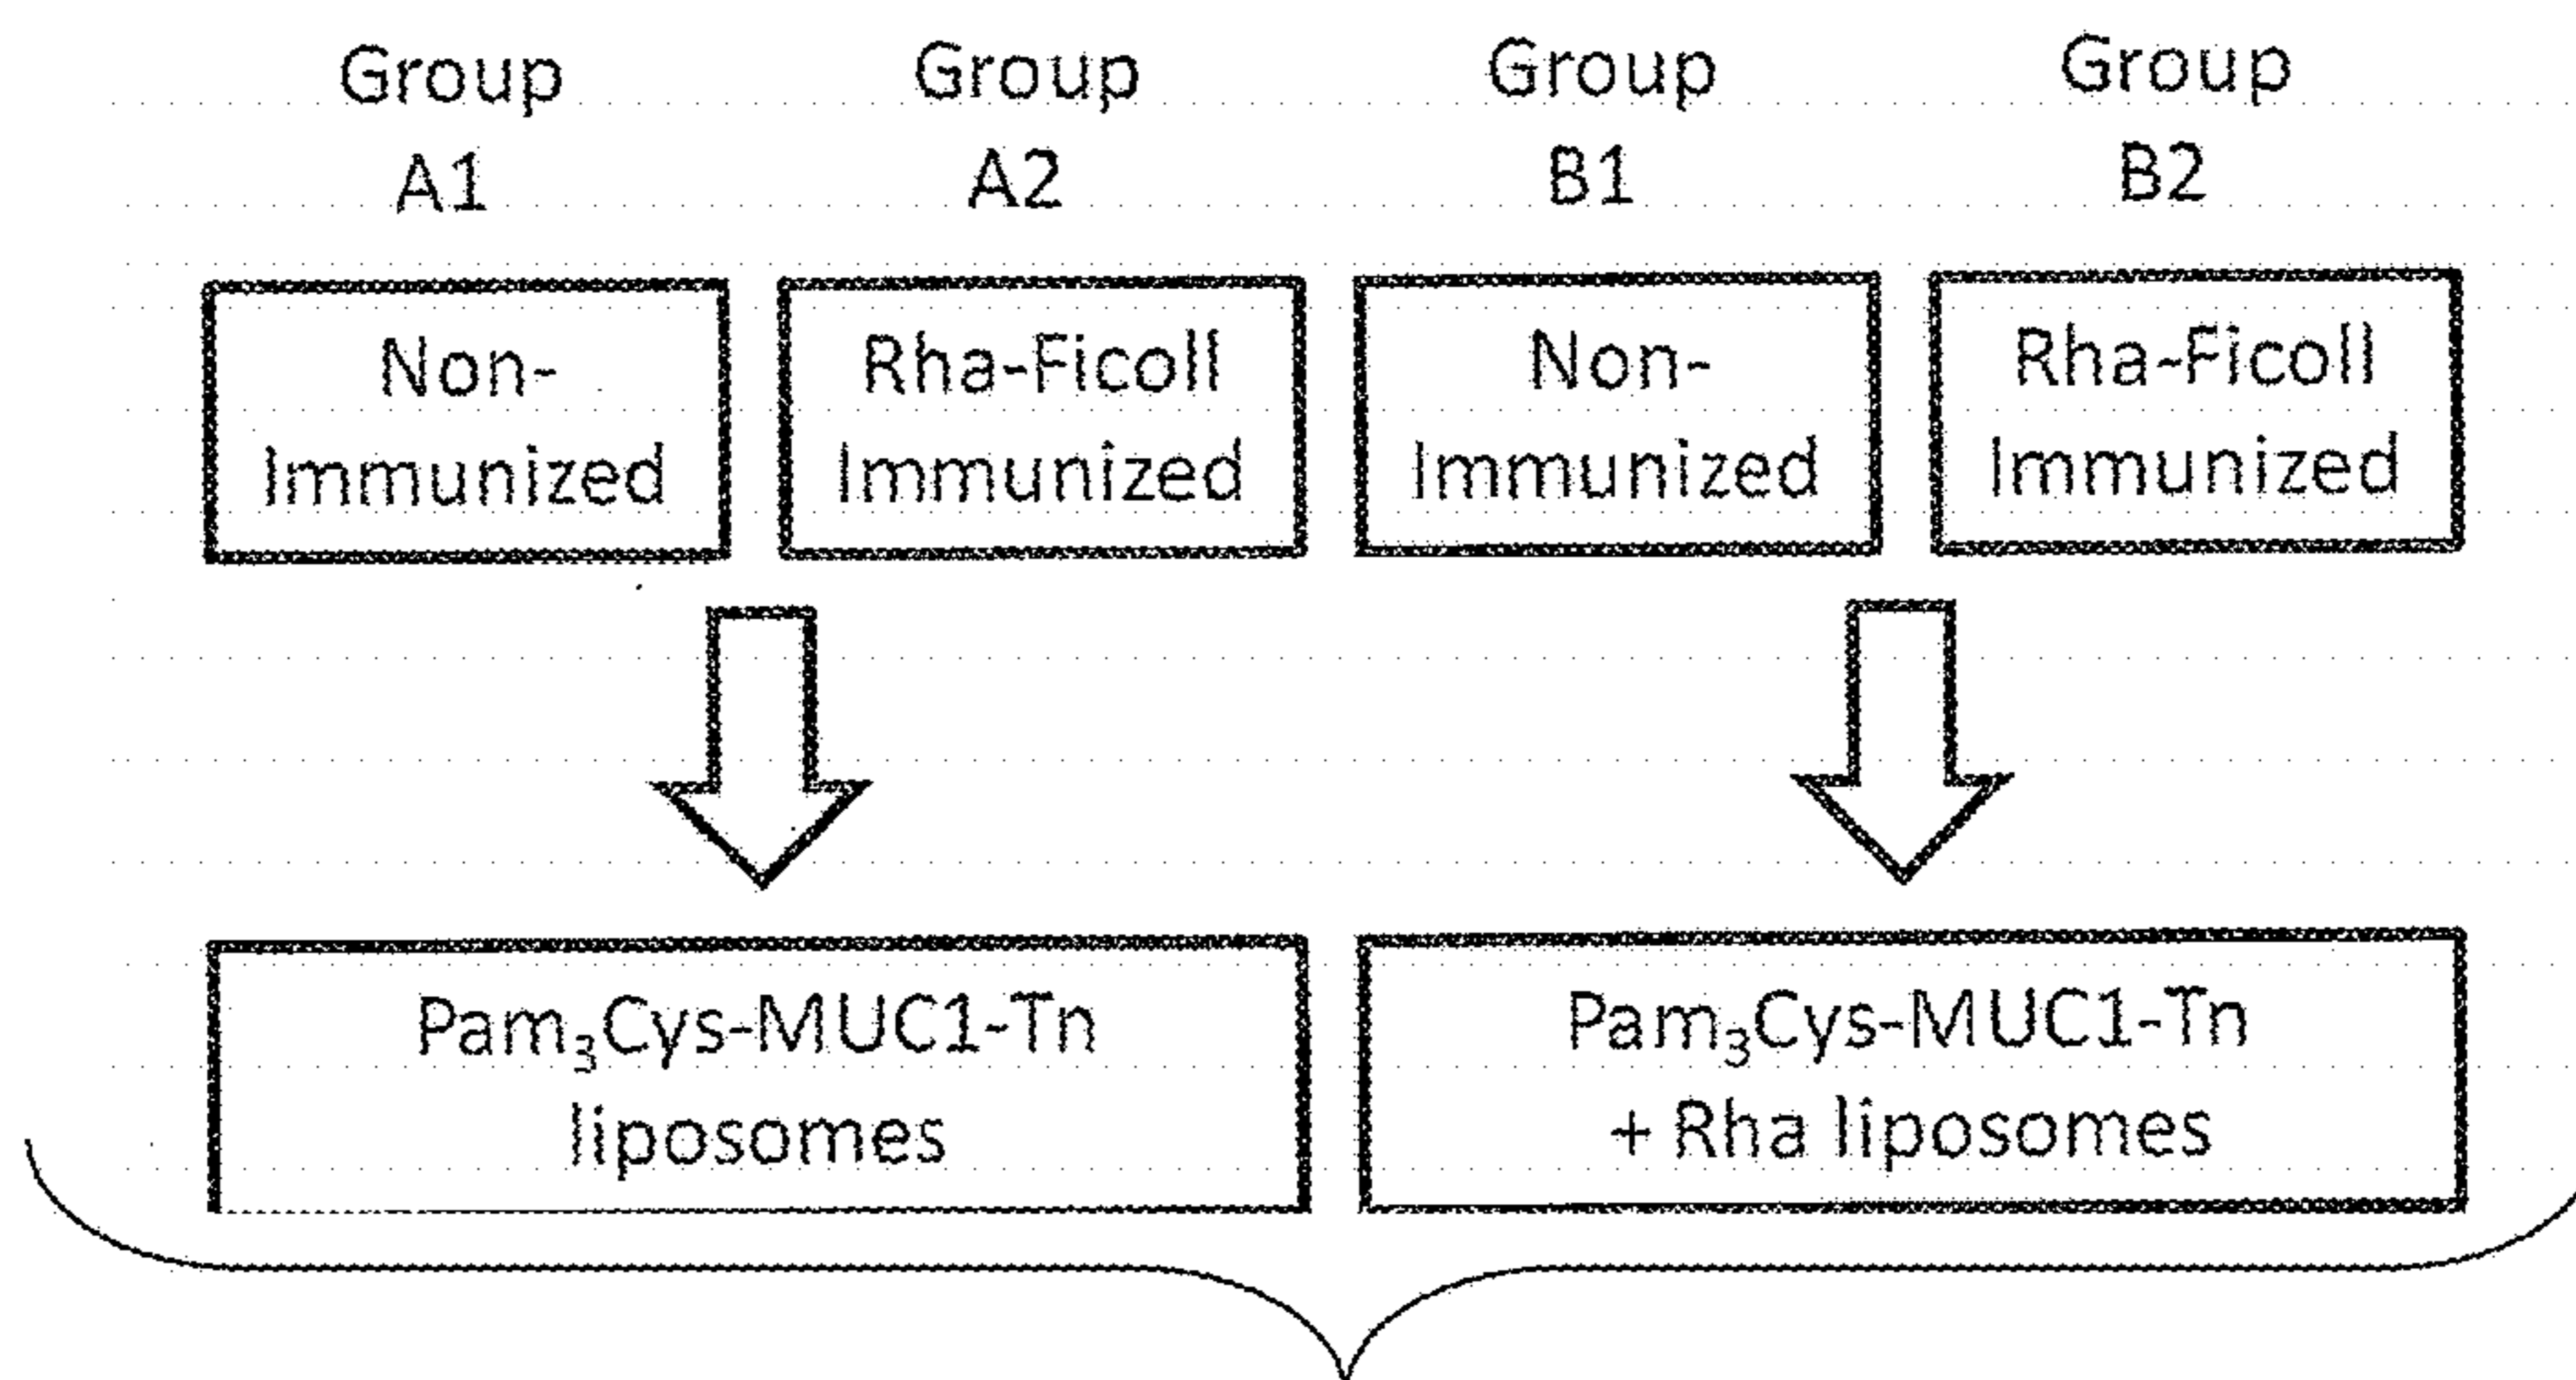 Group Group Group Group
A1 A2 B1 B2
Non- Rha-Ficoll Non- Rha-Ficoll
Immunized Immunized Immunized Immunized
Pam₃Cys-MUC1-Tn Pam₃Cys-MUC1-Tn
liposomes + Rha liposomes